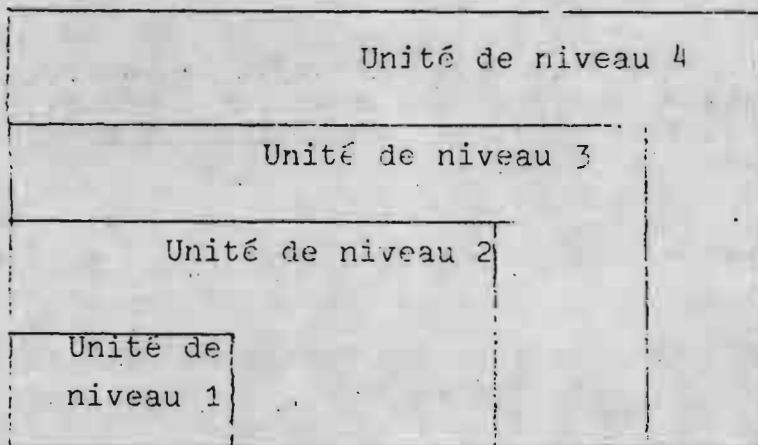 Unité de niveau 4
Unité de niveau 3
Unité de niveau 2
Unité de
niveau 1